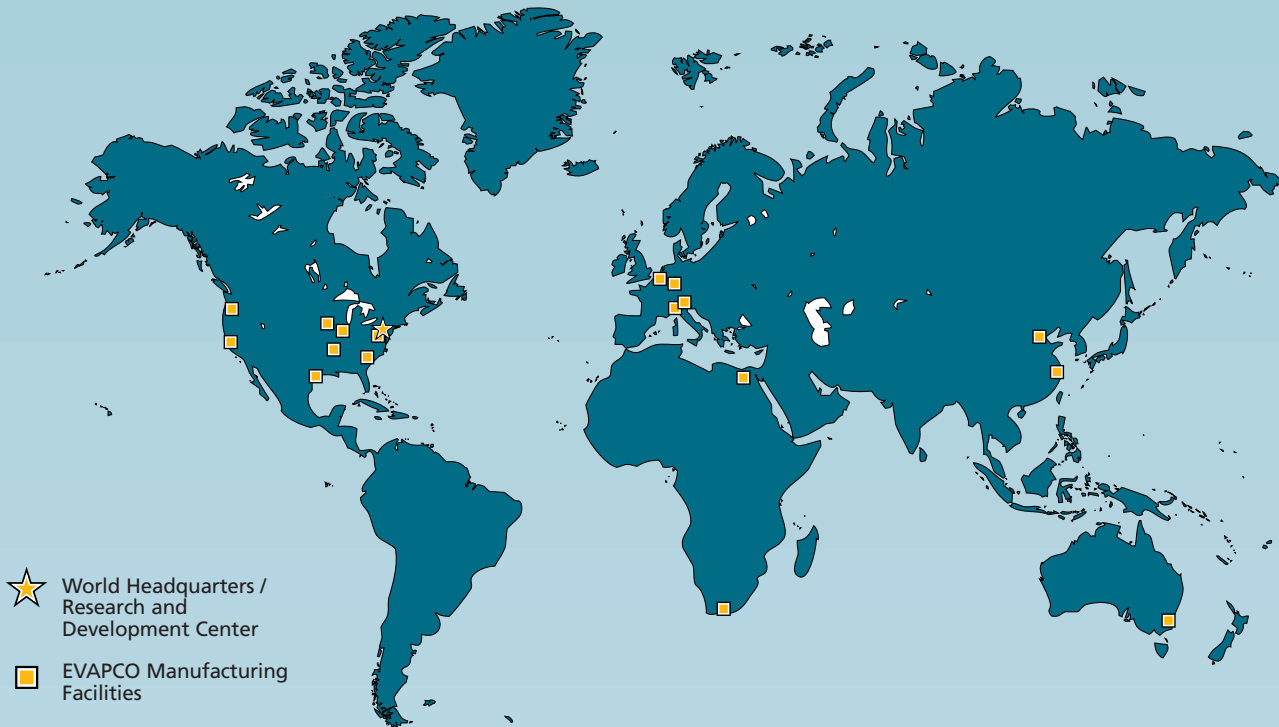 World Headquarters /
Research and
Development Center
EVAPCO Manufacturing
Facilities